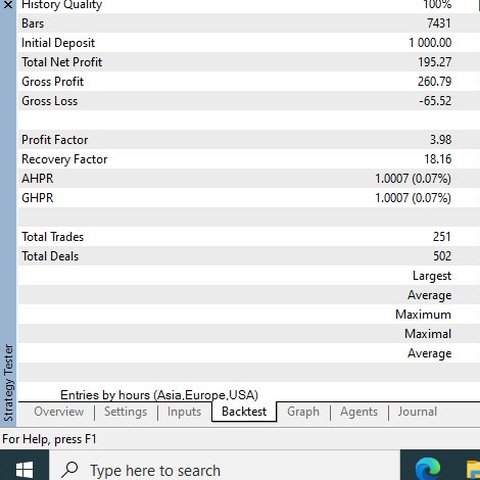 History Quality 100%
Bars 7431
Initial Deposit 1 000.00
Total Net Profit 195.27
Gross Profit 260.79
Gross Loss -65.52
Profit Factor 3.98
Recovery Factor 18.16
AHPR 1.0007 (0.07%)
GHPR 1.0007 (0.07%)
Total Trades 251
Total Deals 502
Largest
Average
Maximum
Maximal
Average
Strategy Tester
Entries by hours (Asia,Europe,USA)
Overview Settings Inputs Backtest Graph Agents Journal
For Help, press F1
Type here to search